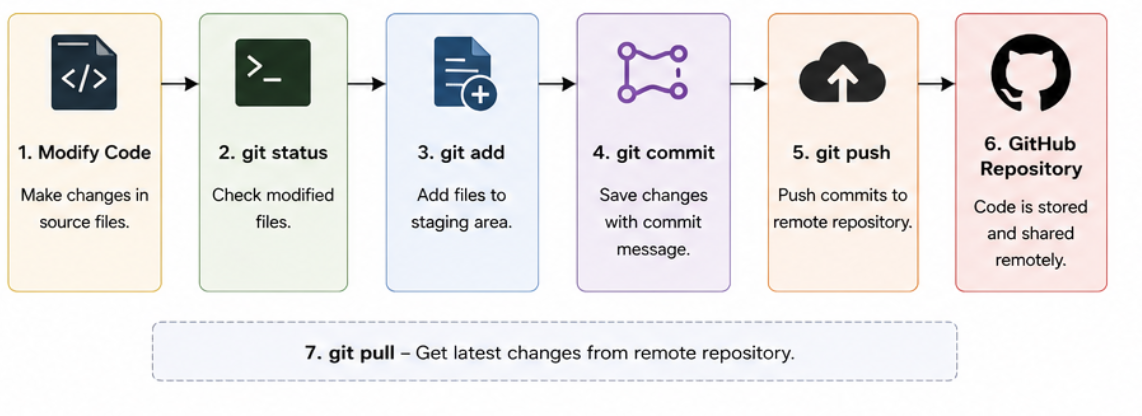 </>
>_
1. Modify Code
Make changes in
source files.
2. git status
Check modified
files.
3. git add
Add files to
staging area.
4. git commit
Save changes
with commit
message.
5. git push
Push commits to
remote repository.
6. GitHub
Repository
Code is stored
and shared
remotely.
7. git pull – Get latest changes from remote repository.